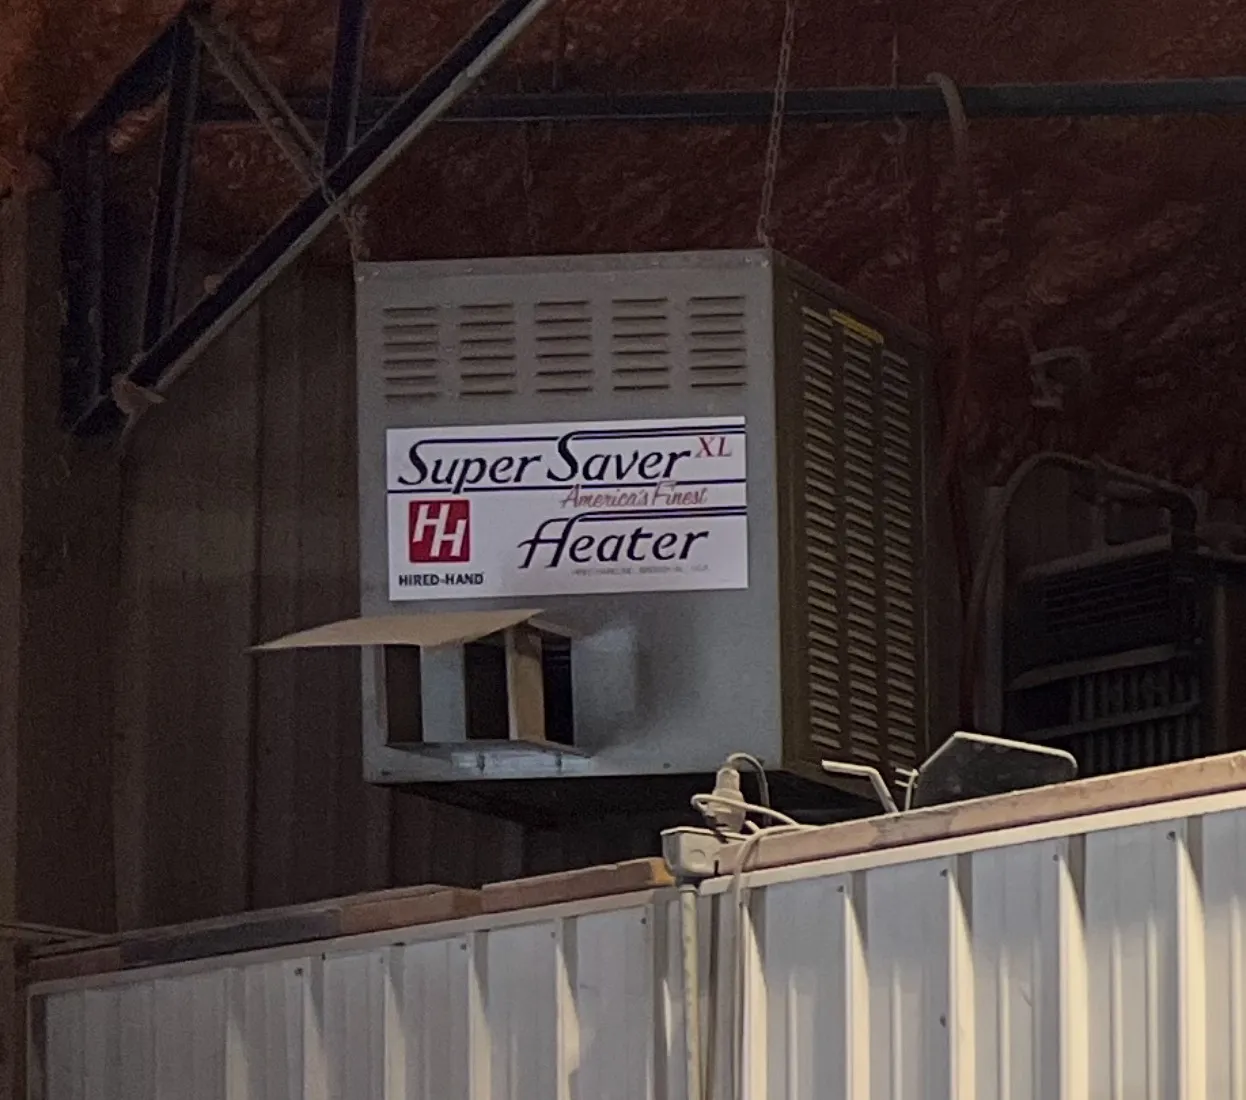 Super Saver XL
America's Finest
HH
Heater
HIRED-HAND